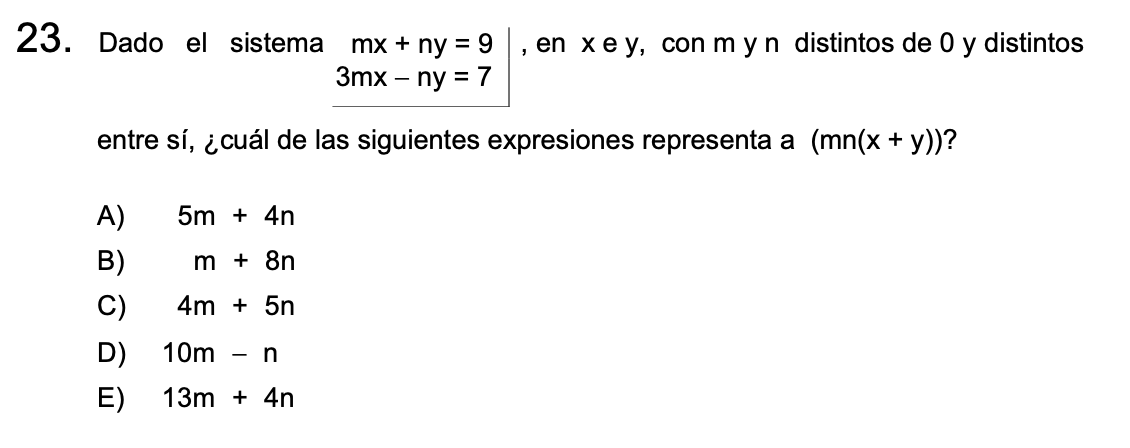 23. Dado el sistema mx + ny = 9 , en x e y, con m y n distintos de 0 y distintos
3mx – ny = 7
entre sí, ¿cuál de las siguientes expresiones representa a (mn(x + y))?
A) 5m + 4n
B) m + 8n
C) 4m + 5n
D) 10m – n
E) 13m + 4n